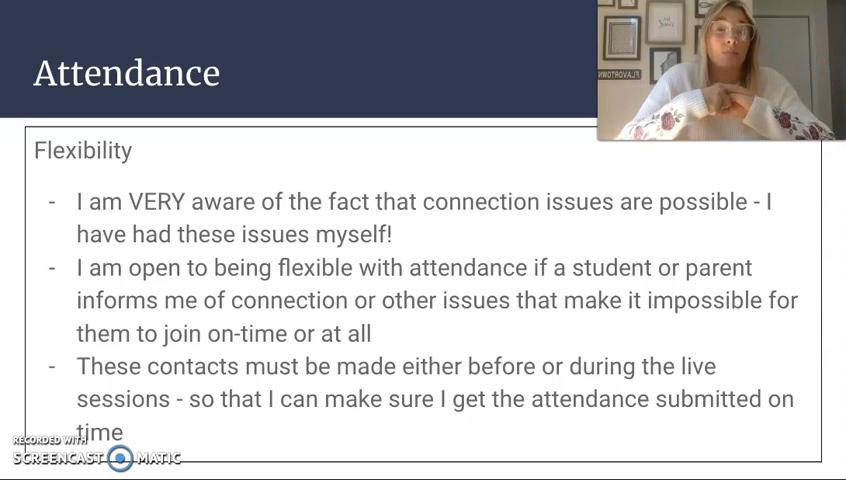 Attendance
FLAVORTOWN
Flexibility
- I am VERY aware of the fact that connection issues are possible - I
have had these issues myself!
- I am open to being flexible with attendance if a student or parent
informs me of connection or other issues that make it impossible for
them to join on-time or at all
- These contacts must be made either before or during the live
sessions - so that I can make sure I get the attendance submitted on
time
RECORDED WITH
SCREENCAST MATIC